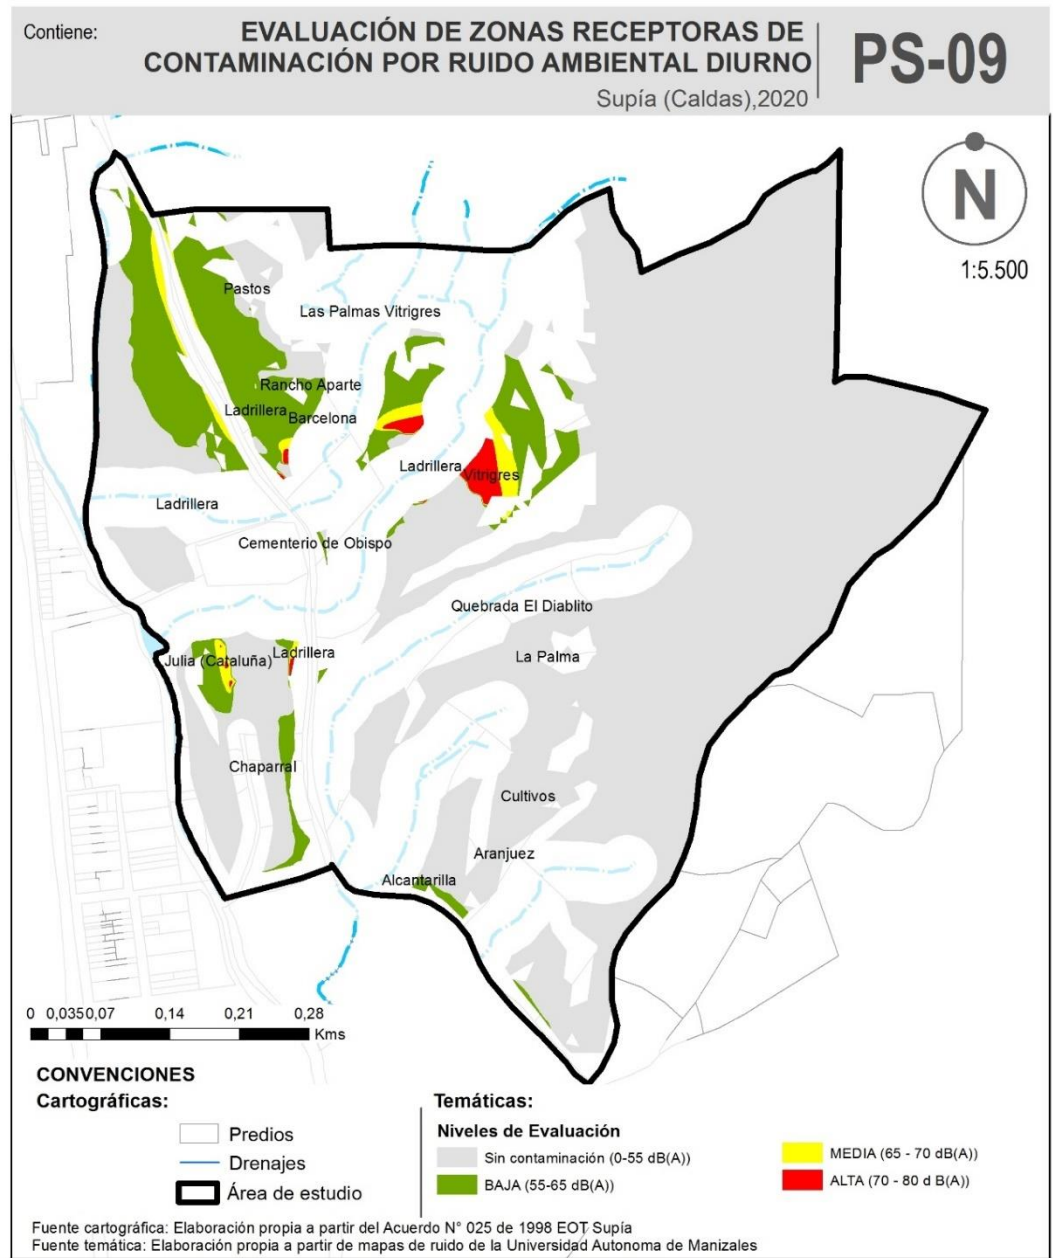 Contiene:
EVALUACIÓN DE ZONAS RECEPTORAS DE
CONTAMINACIÓN POR RUIDO AMBIENTAL DIURNO
Supía (Caldas),2020
PS-09
N
1:5.500
Pastos
Las Palmas Vitrigres
Rancho Aparte
Ladrillera
Barcelona
Ladrillera
Vitrigres
Ladrillera
Cementerio de Obispo
Quebrada El Diablito
Julia (Cataluña)
Ladrillera
La Palma
Chaparral
Cultivos
Aranjuez
Alcantarilla
0 0,0350,07 0,14 0,21 0,28
Kms
CONVENCIONES
Cartográficas:
Predios
Drenajes
Área de estudio
Temáticas:
Niveles de Evaluación
Sin contaminación (0-55 dB(A))
BAJA (55-65 dB(A))
MEDIA (65 - 70 dB(A))
ALTA (70 - 80 d B(A))
Fuente cartográfica: Elaboración propia a partir del Acuerdo N° 025 de 1998 EOT Supía
Fuente temática: Elaboración propia a partir de mapas de ruido de la Universidad Autonoma de Manizales